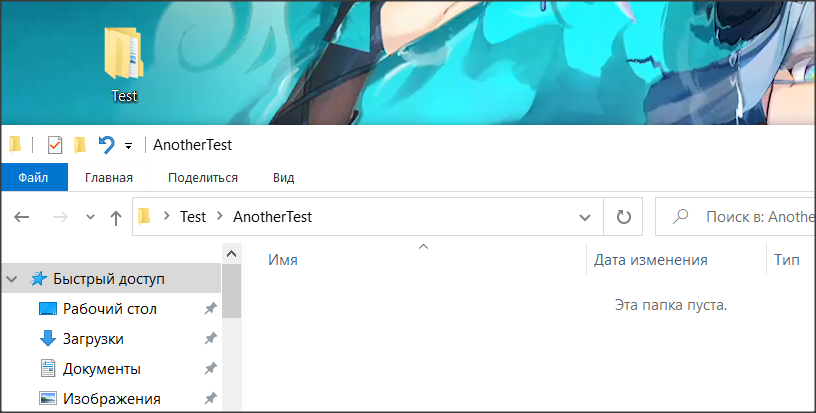 Test
AnotherTest
Файл Главная Поделиться Вид
Test AnotherTest Поиск в: Anothe
Имя Дата изменения Тип
Быстрый доступ Эта папка пуста.
Рабочий стол
Загрузки
Документы
Изображения